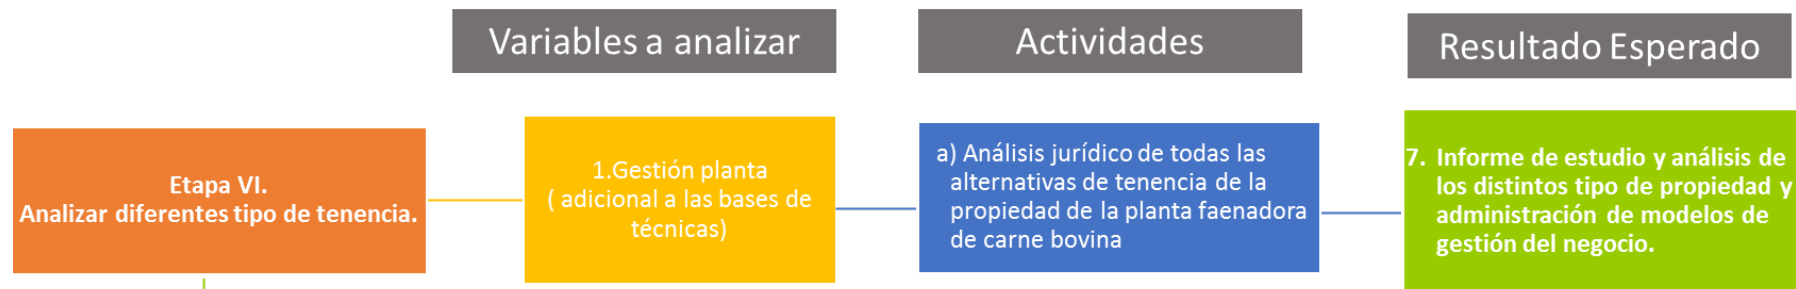 Variables a analizar
Actividades
Resultado Esperado
Etapa VI.
Analizar diferentes tipo de tenencia.
1.Gestión planta
( adicional a las bases de
técnicas)
a) Análisis jurídico de todas las
alternativas de tenencia de la
propiedad de la planta faenadora
de carne bovina
7. Informe de estudio y análisis de
los distintos tipo de propiedad y
administración de modelos de
gestión del negocio.